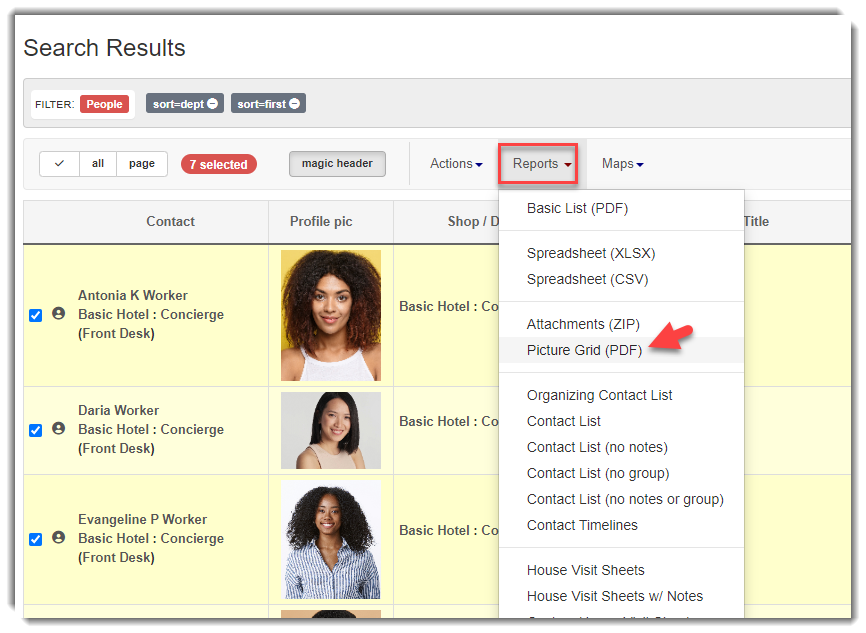 Search Results
FILTER: People sort=dept sort=first
all page 7 selected magic header Actions Reports Maps
Contact Profile pic Shop / D Title
Basic List (PDF)
Spreadsheet (XLSX)
Spreadsheet (CSV)
Attachments (ZIP)
Picture Grid (PDF)
Organizing Contact List
Contact List
Contact List (no notes)
Contact List (no group)
Contact List (no notes or group)
Contact Timelines
House Visit Sheets
House Visit Sheets w/ Notes
Antonia K Worker
Basic Hotel : Concierge
(Front Desk)
Basic Hotel : Co
Daria Worker
Basic Hotel : Concierge
(Front Desk)
Basic Hotel : Co
Evangeline P Worker
Basic Hotel : Concierge
(Front Desk)
Basic Hotel : Co